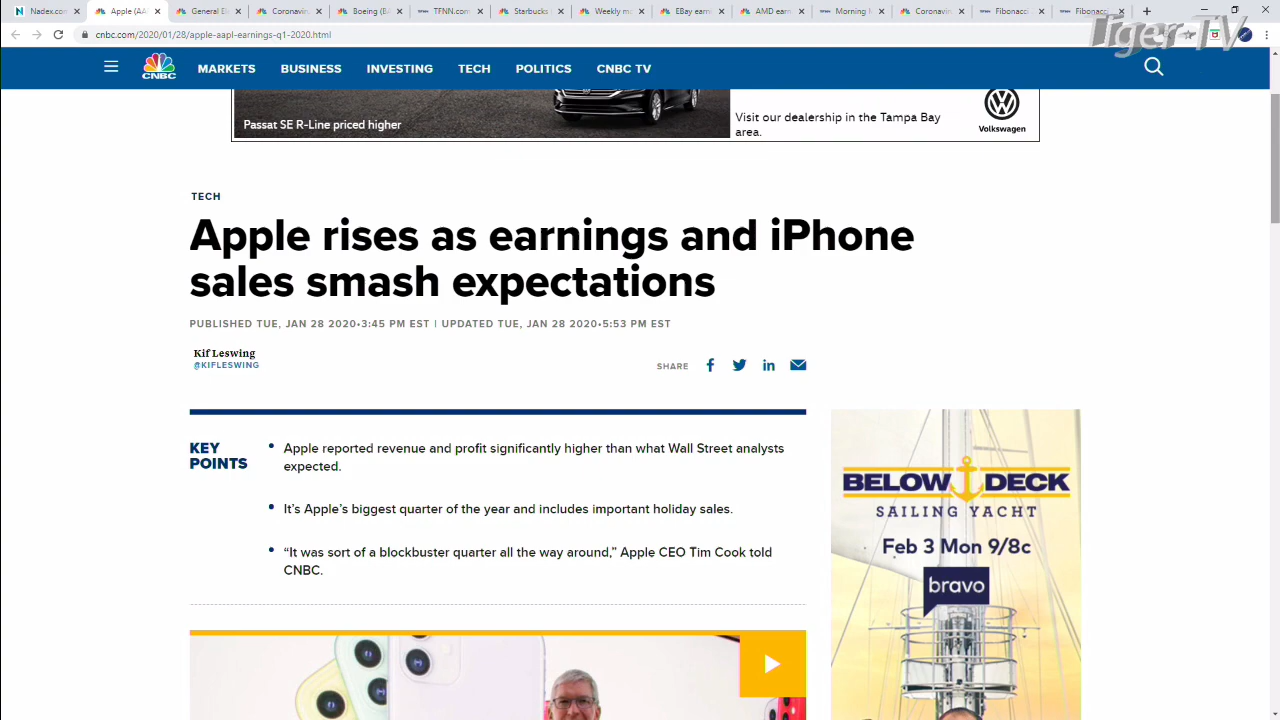 Nadex.com
Apple (AA
General El
Coronavir
Boeing (BA
TFNN.com
Starbucks
Weekly m
EBay earn
AMD earn
Morning
Coronavir
Fibonacci
Fibonacci
Tiger-TV
cnbc.com/2020/01/28/apple-aapl-earnings-q1-2020.html
CNBC
MARKETS BUSINESS INVESTING TECH POLITICS CNBC TV
Passat SE R-Line priced higher
Visit our dealership in the Tampa Bay
area.
Volkswagen
TECH
Apple rises as earnings and iPhone
sales smash expectations
PUBLISHED TUE, JAN 28 2020•3:45 PM EST | UPDATED TUE, JAN 28 2020•5:53 PM EST
Kif Leswing
@KIFLESWING
SHARE
KEY
POINTS
• Apple reported revenue and profit significantly higher than what Wall Street analysts
expected.
• It's Apple's biggest quarter of the year and includes important holiday sales.
• “It was sort of a blockbuster quarter all the way around,” Apple CEO Tim Cook told
CNBC.
BELOW DECK
SAILING YACHT
Feb 3 Mon 9/8c
bravo